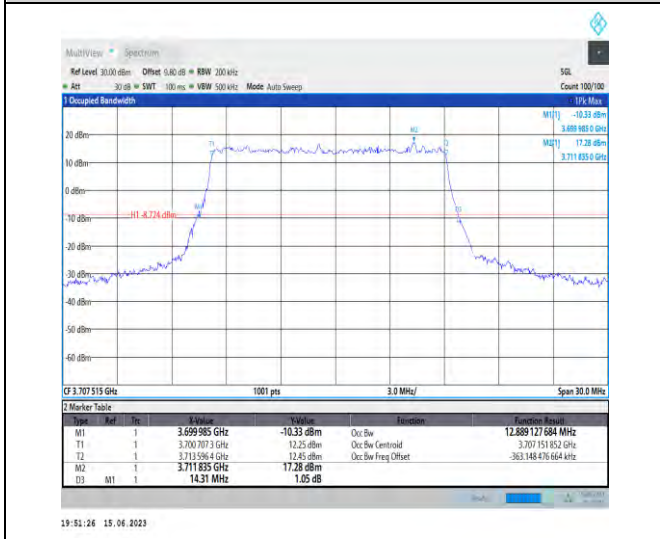 MultiView Spectrum
Ref Level 30.00 dBm Offset 9.80 dB RBW 200 kHz SGL
Att 30 dB SWT 100 ms VBW 500 kHz Mode Auto Sweep Count 100/100
1 Occupied Bandwidth 1Pk Max
M1[1] -10.33 dBm
3.699 985 0 GHz
M2[1] 17.28 dBm
3.711 835 0 GHz
20 dBm
10 dBm
0 dBm
H1 -8.724 dBm
-10 dBm
-30 dBm
-40 dBm
-50 dBm
-60 dBm
T1
M2
CF 3.707 515 GHz 1001 pts 3.0 MHz/ Span 30.0 MHz
2 Marker Table
Type Ref Trc X-Value Y-Value Function Function Result
M1 1 3.699 985 GHz -10.33 dBm Occ Bw 12.889 127 684 MHz
T1 1 3.700 707 3 GHz 12.25 dBm Occ Bw Centroid 3.707 151 852 GHz
T2 1 3.713 596 4 GHz 12.45 dBm Occ Bw Freq Offset -363.148 476 664 kHz
M2 1 3.711 835 GHz 17.28 dBm
D3 M1 1 14.31 MHz 1.05 dB
19:51:26 15.06.2023